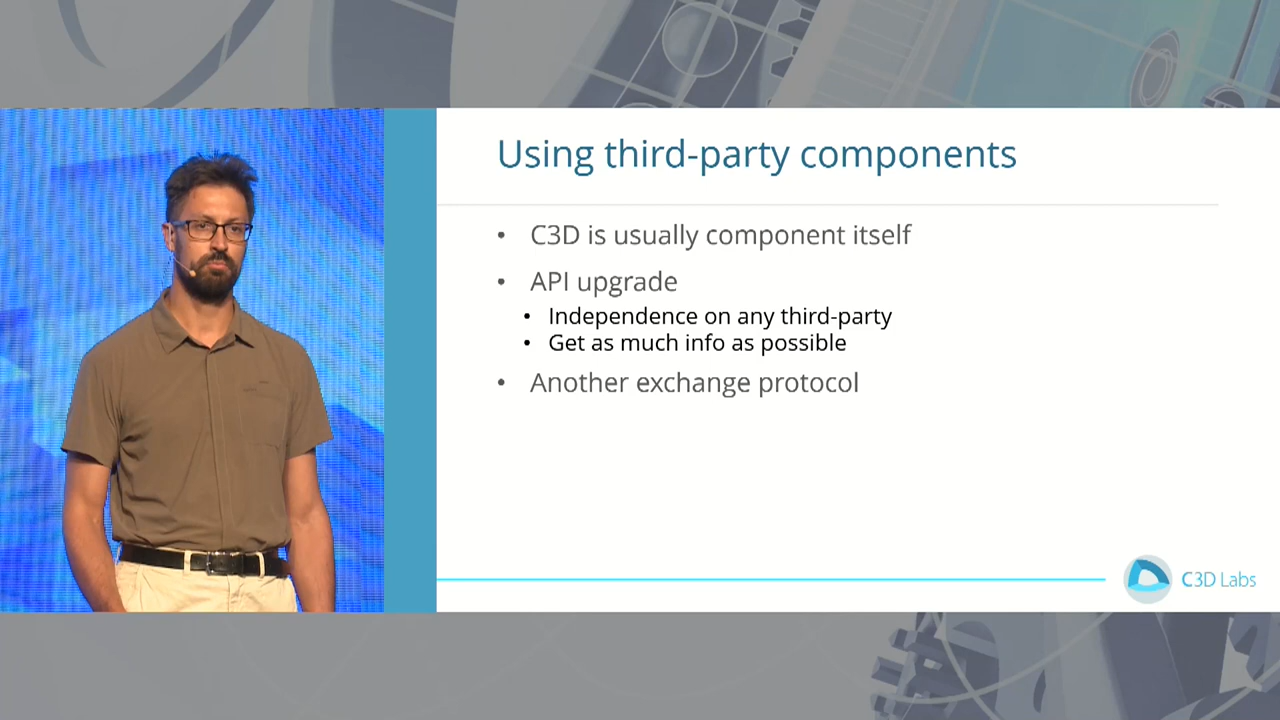 Using third-party components
• C3D is usually component itself
• API upgrade
• Independence on any third-party
• Get as much info as possible
• Another exchange protocol
C3D Labs